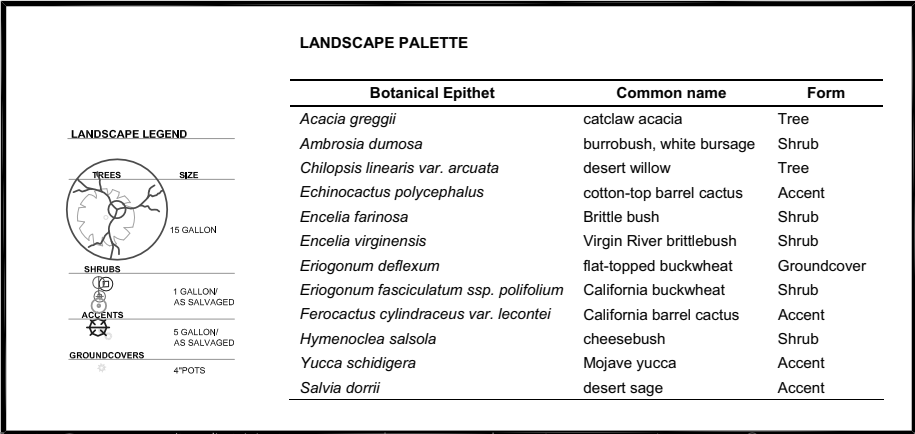 LANDSCAPE PALETTE
Botanical Epithet Common name Form
Acacia greggii catclaw acacia Tree
Ambrosia dumosa burrobush, white bursage Shrub
Chilopsis linearis var. arcuata desert willow Tree
Echinocactus polycephalus cotton-top barrel cactus Accent
Encelia farinosa Brittle bush Shrub
Encelia virginensis Virgin River brittlebush Shrub
Eriogonum deflexum flat-topped buckwheat Groundcover
Eriogonum fasciculatum ssp. polifolium California buckwheat Shrub
Ferocactus cylindraceus var. lecontei California barrel cactus Accent
Hymenoclea salsola cheesebush Shrub
Yucca schidigera Mojave yucca Accent
Salvia dorrii desert sage Accent
LANDSCAPE LEGEND
TREES SIZE
15 GALLON
SHRUBS
1 GALLON/
AS SALVAGED
ACCENTS
5 GALLON/
AS SALVAGED
GROUNDCOVERS
4"POTS